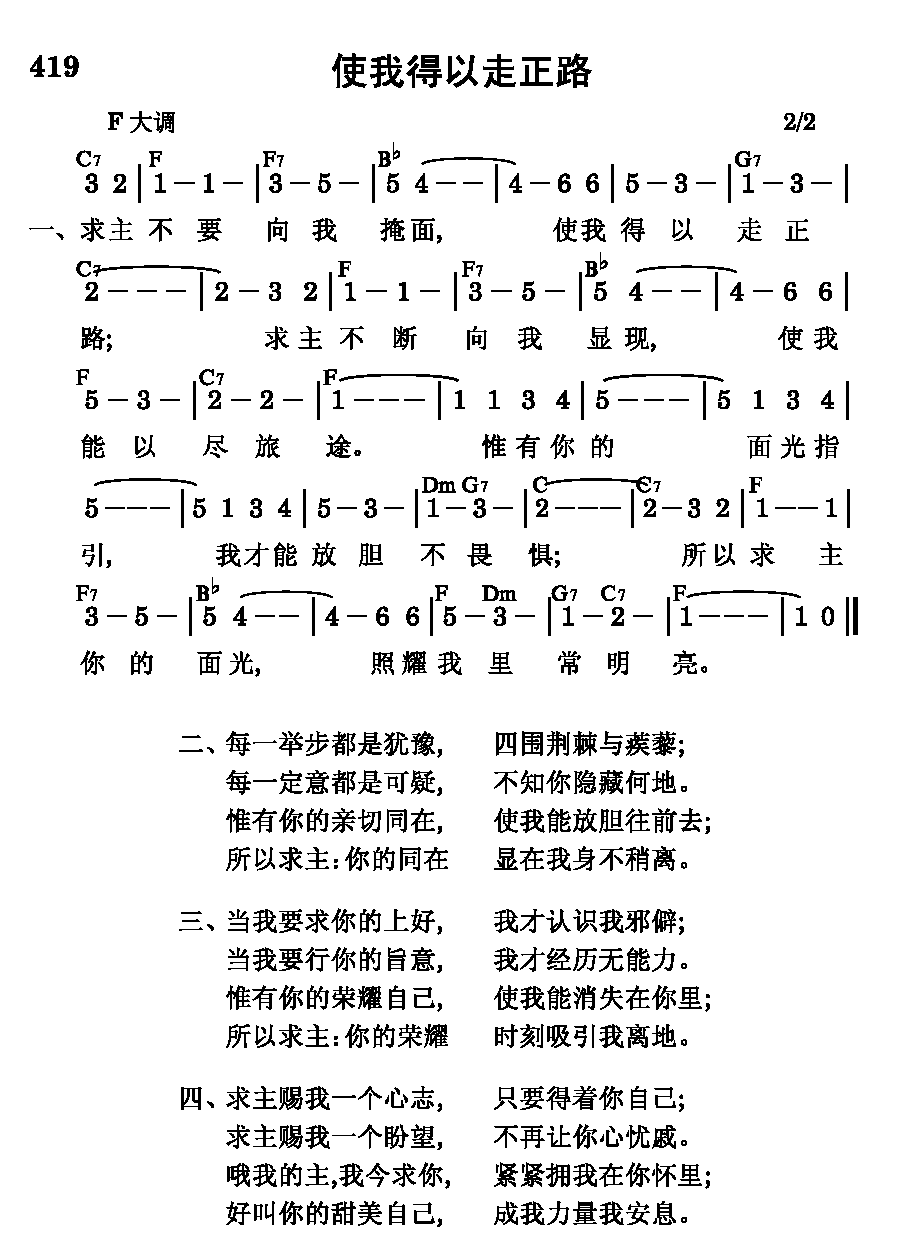 419 使我得以走正路
F 大调 2/2
C7 F F7 B♭ G7
3 2 | 1 – 1 – | 3 – 5 – | 5 4 – – | 4 – 6 6 | 5 – 3 – | 1 – 3 – |
一、求主 不 要 向 我 掩面, 使我 得 以 走 正
C7 F F7 B♭
2 – – – | 2 – 3 2 | 1 – 1 – | 3 – 5 – | 5 4 – – | 4 – 6 6 |
路; 求 主 不 断 向 我 显 现, 使 我
F C7 F
5 – 3 – | 2 – 2 – | 1 – – – | 1 1 3 4 | 5 – – – | 5 1 3 4 |
能 以 尽 旅 途。 惟 有 你 的 面 光 指
Dm G7 C C7 F
5 – – – | 5 1 3 4 | 5 – 3 – | 1 – 3 – | 2 – – – | 2 – 3 2 | 1 – – 1 |
引, 我才能 放 胆 不 畏 惧; 所 以 求 主
F7 B♭ F Dm G7 C7 F
3 – 5 – | 5 4 – – | 4 – 6 6 | 5 – 3 – | 1 – 2 – | 1 – – – | 1 0 ‖
你 的 面 光, 照 耀 我 里 常 明 亮。
二、每一举步都是犹豫, 四围荆棘与蒺藜;
每一定意都是可疑, 不知你隐藏何地。
惟有你的亲切同在, 使我能放胆往前去;
所以求主:你的同在 显在我身不稍离。
三、当我要求你的上好, 我才认识我邪僻;
当我要行你的旨意, 我才经历无能力。
惟有你的荣耀自己, 使我能消失在你里;
所以求主:你的荣耀 时刻吸引我离地。
四、求主赐我一个心志, 只要得着你自己;
求主赐我一个盼望, 不再让你心忧戚。
哦我的主,我今求你, 紧紧拥我在你怀里;
好叫你的甜美自己, 成我力量我安息。